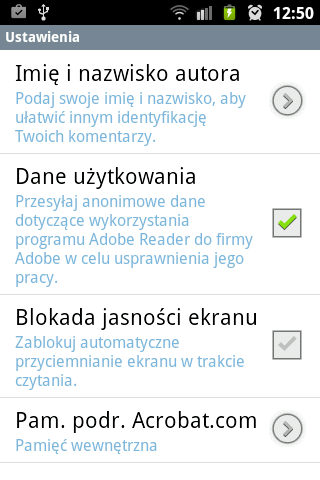 12:50
Ustawienia
Imię i nazwisko autora
Podaj swoje imię i nazwisko, aby
ułatwić innym identyfikację
Twoich komentarzy.
Dane użytkowania
Przesyłaj anonimowe dane
dotyczące wykorzystania
programu Adobe Reader do firmy
Adobe w celu usprawnienia jego
pracy.
Blokada jasności ekranu
Zablokuj automatyczne
przyciemnianie ekranu w trakcie
czytania.
Pam. podr. Acrobat.com
Pamięć wewnętrzna